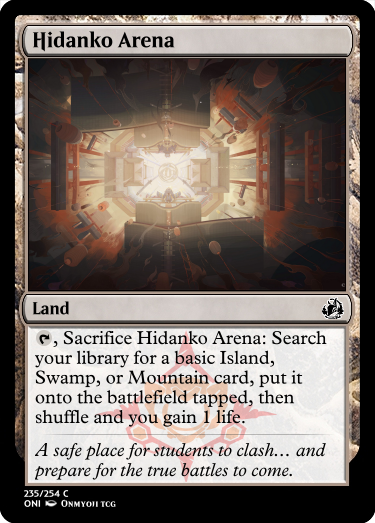 Hidanko Arena
Land
, Sacrifice Hidanko Arena: Search
your library for a basic Island,
Swamp, or Mountain card, put it
onto the battlefield tapped, then
shuffle and you gain 1 life.
A safe place for students to clash… and
prepare for the true battles to come.
235/254 C
ONI Onmyoji TCG